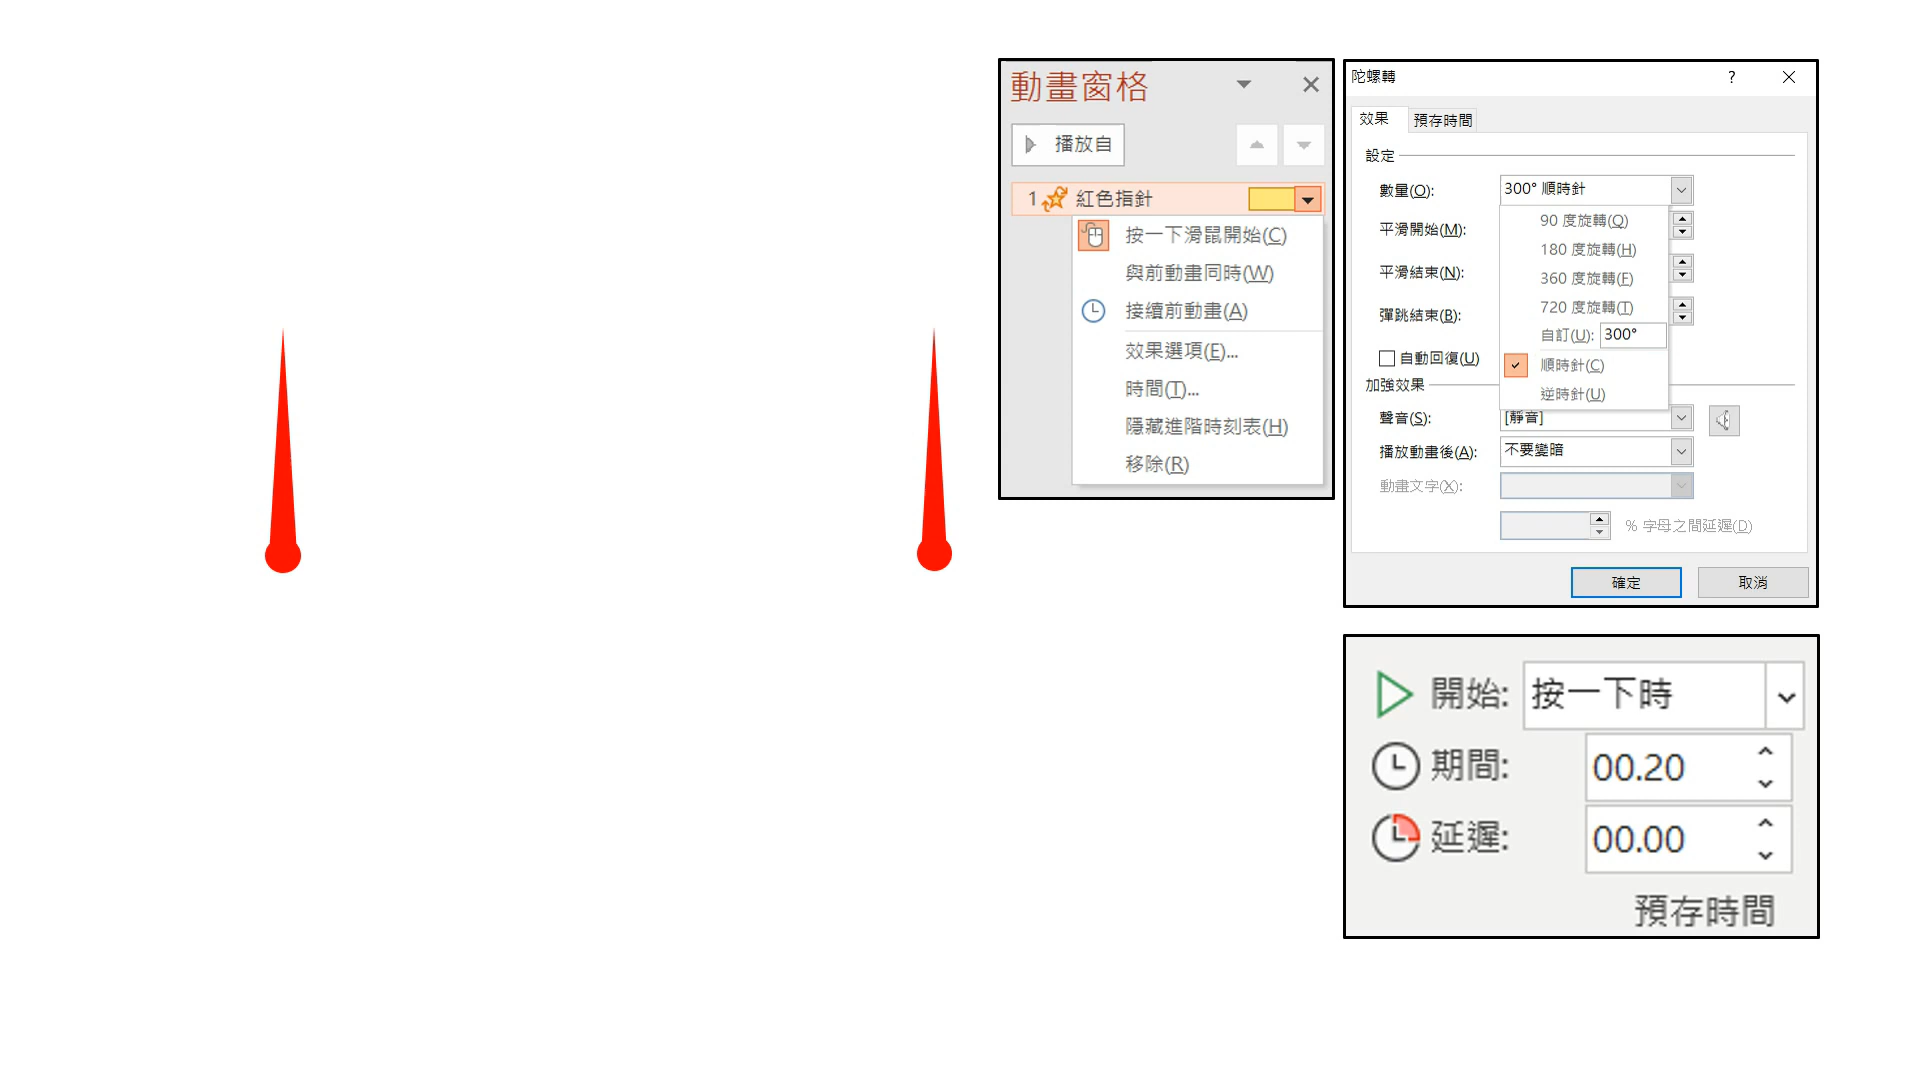 動畫窗格
播放自
1 紅色指針
按一下滑鼠開始(C)
與前動畫同時(W)
接續前動畫(A)
效果選項(E)...
時間(T)...
隱藏進階時刻表(H)
移除(R)
陀螺轉 ?
效果 預存時間
設定
數量(O): 300° 順時針
90 度旋轉(Q)
平滑開始(M):
180 度旋轉(H)
平滑結束(N):
360 度旋轉(F)
720 度旋轉(T)
彈跳結束(B):
自訂(U): 300°
自動回復(U)
順時針(C)
加強效果
逆時針(U)
聲音(S): [靜音]
播放動畫後(A): 不要變暗
動畫文字(X):
% 字母之間延遲(D)
確定 取消
開始: 按一下時
期間: 00.20
延遲: 00.00
預存時間